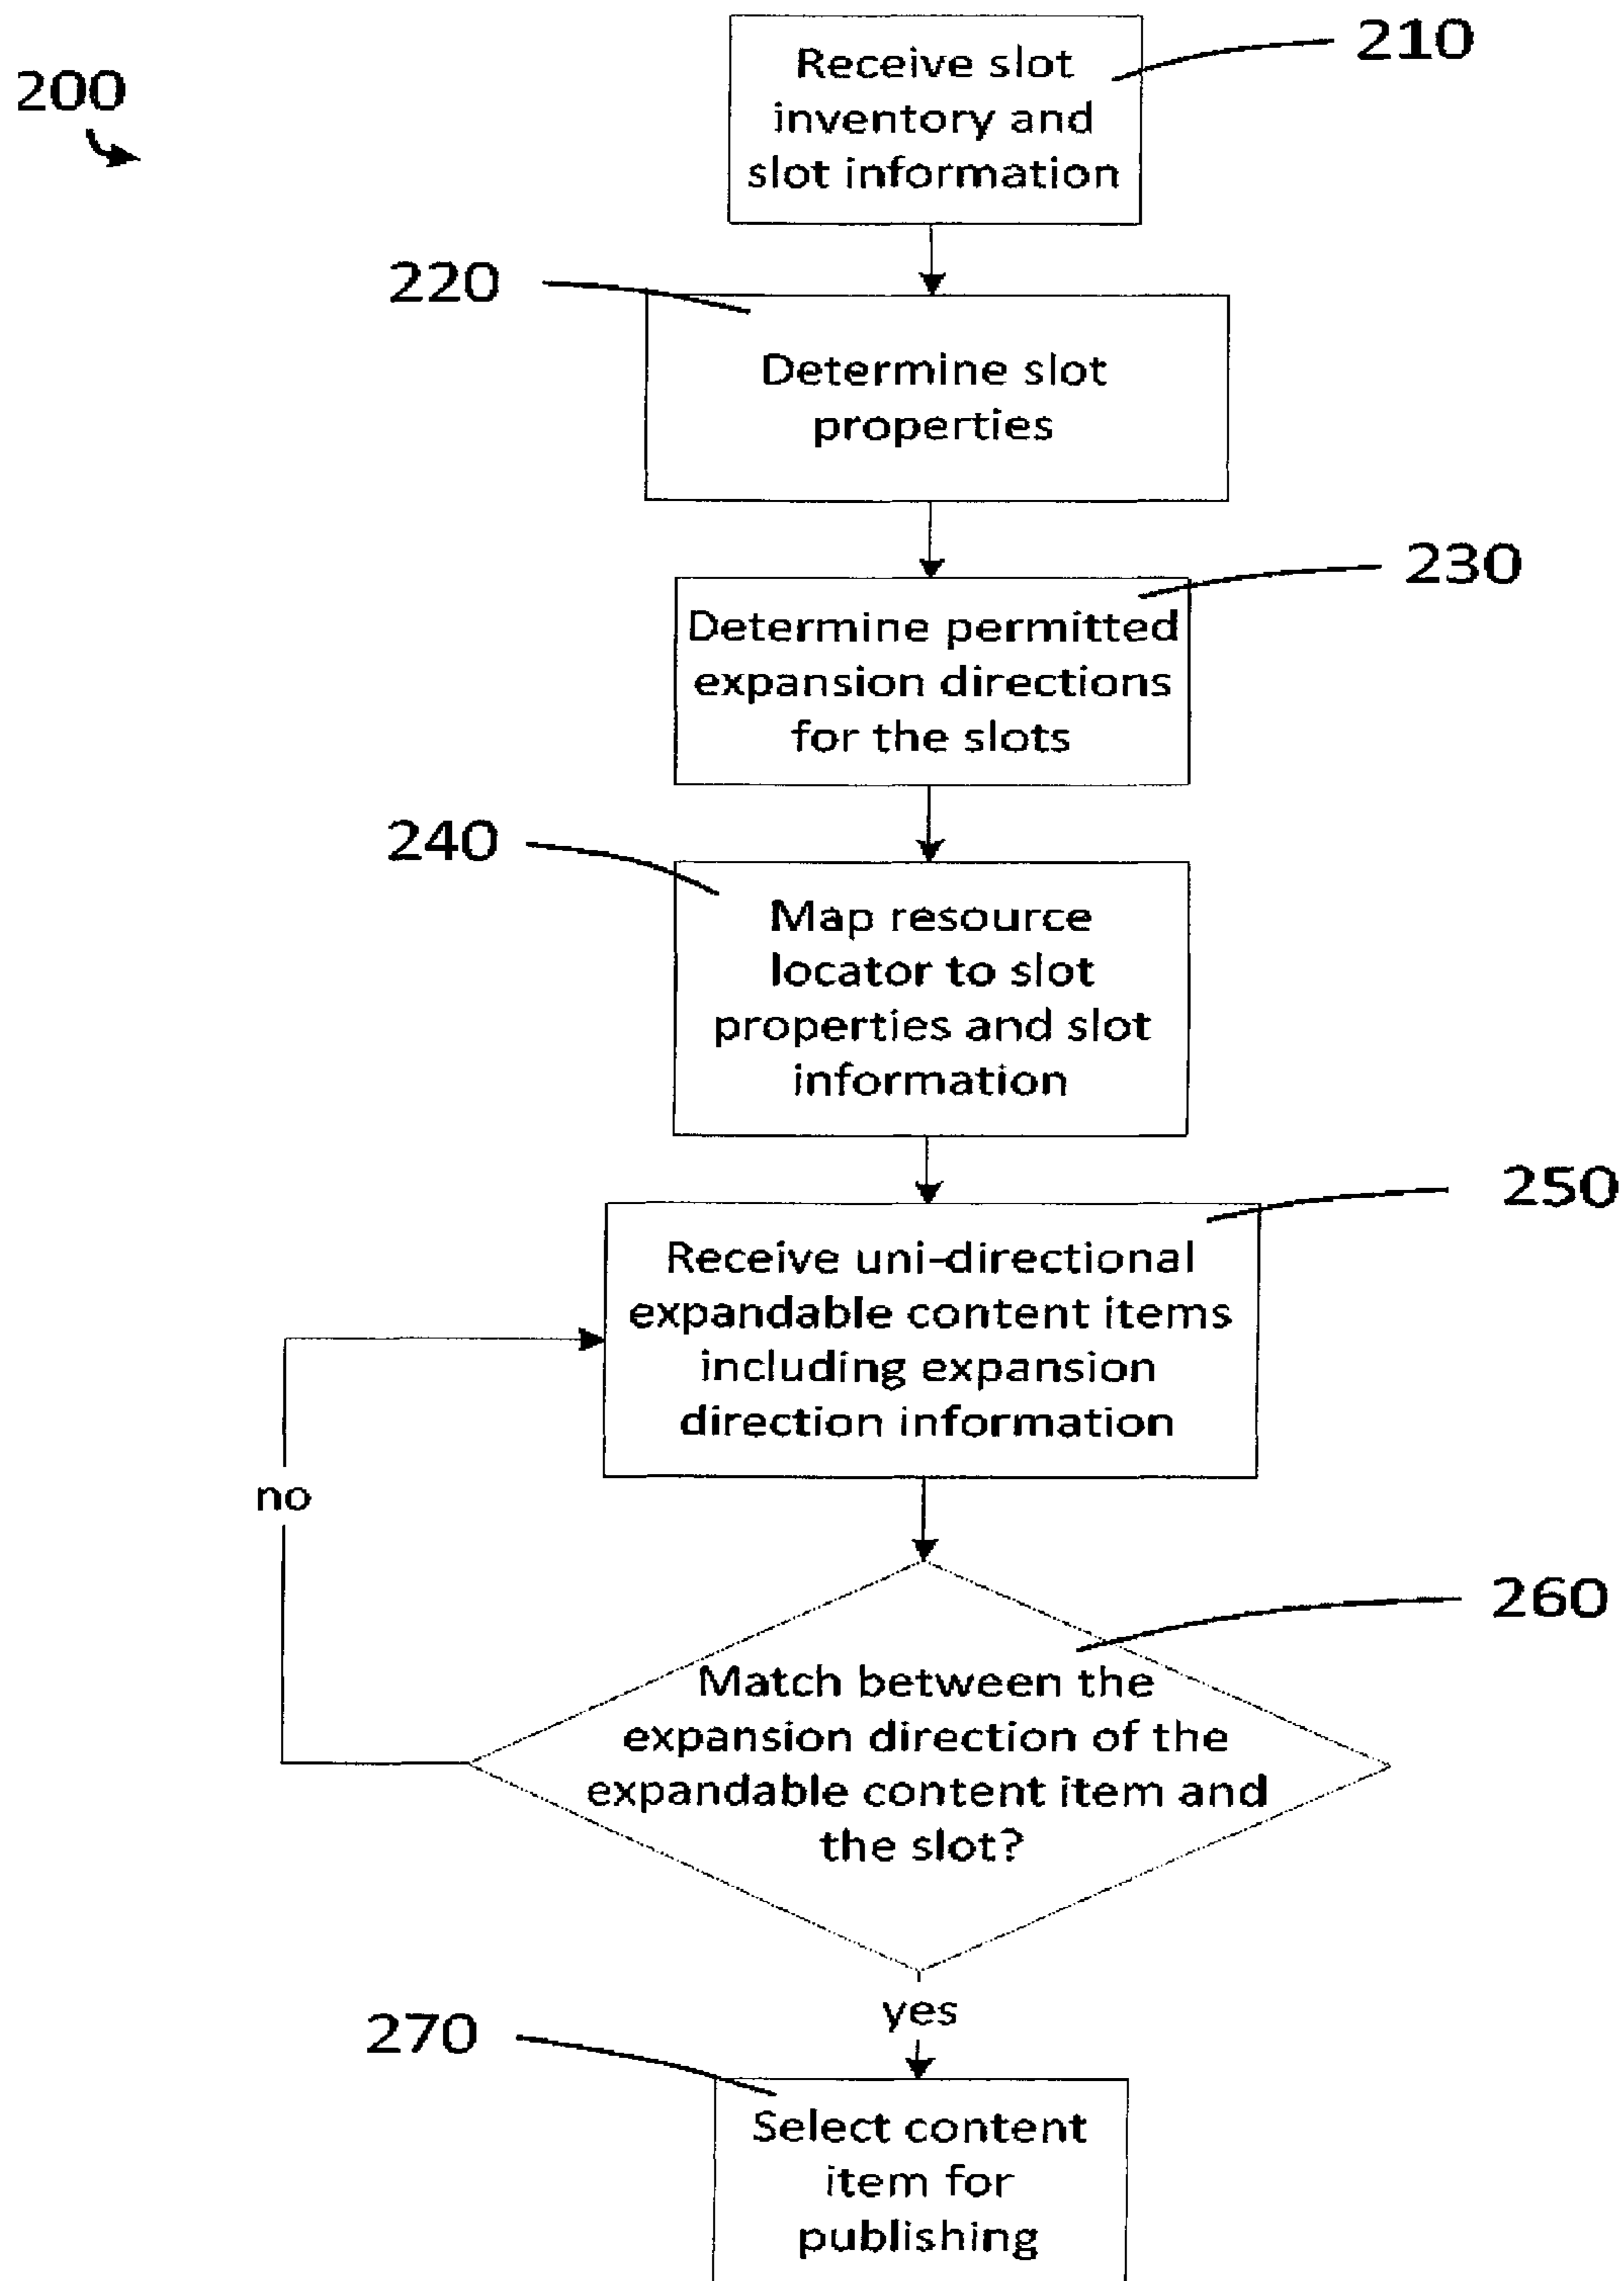 200
210
Receive slot
inventory and
slot information
220
Determine slot
properties
230
Determine permitted
expansion directions
for the slots
240
Map resource
locator to slot
properties and slot
information
250
Receive uni-directional
expandable content items
including expansion
direction information
no
260
Match between the
expansion direction of the
expandable content item and
the slot?
yes
270
Select content
item for
publishing